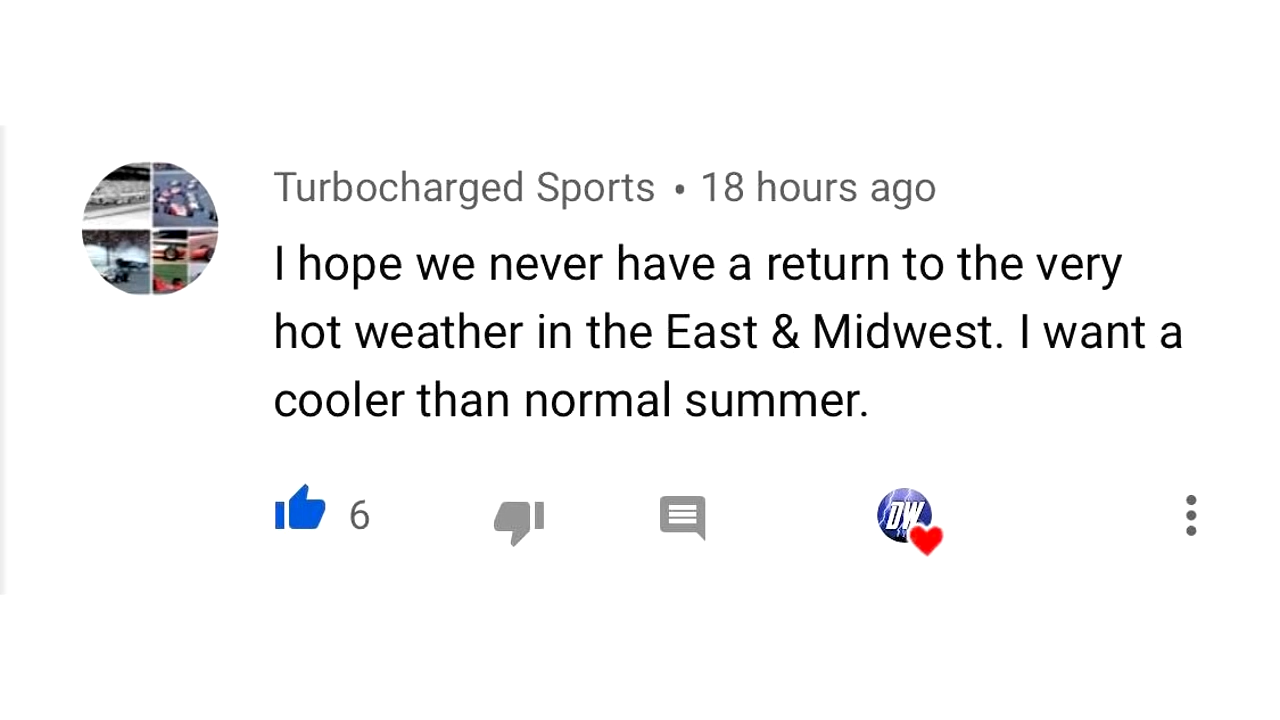 Turbocharged Sports • 18 hours ago
I hope we never have a return to the very
hot weather in the East & Midwest. I want a
cooler than normal summer.
6
DW